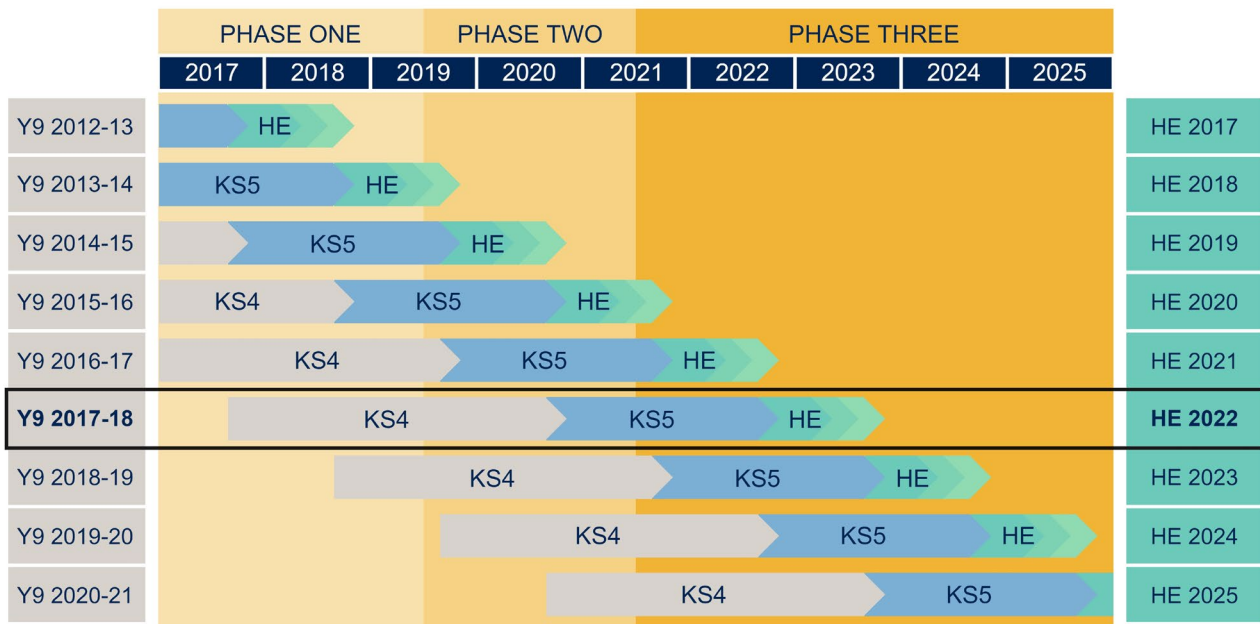 PHASE ONE PHASE TWO PHASE THREE
2017 2018 2019 2020 2021 2022 2023 2024 2025
Y9 2012-13 HE HE 2017
Y9 2013-14 KS5 HE HE 2018
Y9 2014-15 KS5 HE HE 2019
Y9 2015-16 KS4 KS5 HE HE 2020
Y9 2016-17 KS4 KS5 HE HE 2021
Y9 2017-18 KS4 KS5 HE HE 2022
Y9 2018-19 KS4 KS5 HE HE 2023
Y9 2019-20 KS4 KS5 HE HE 2024
Y9 2020-21 KS4 KS5 HE 2025